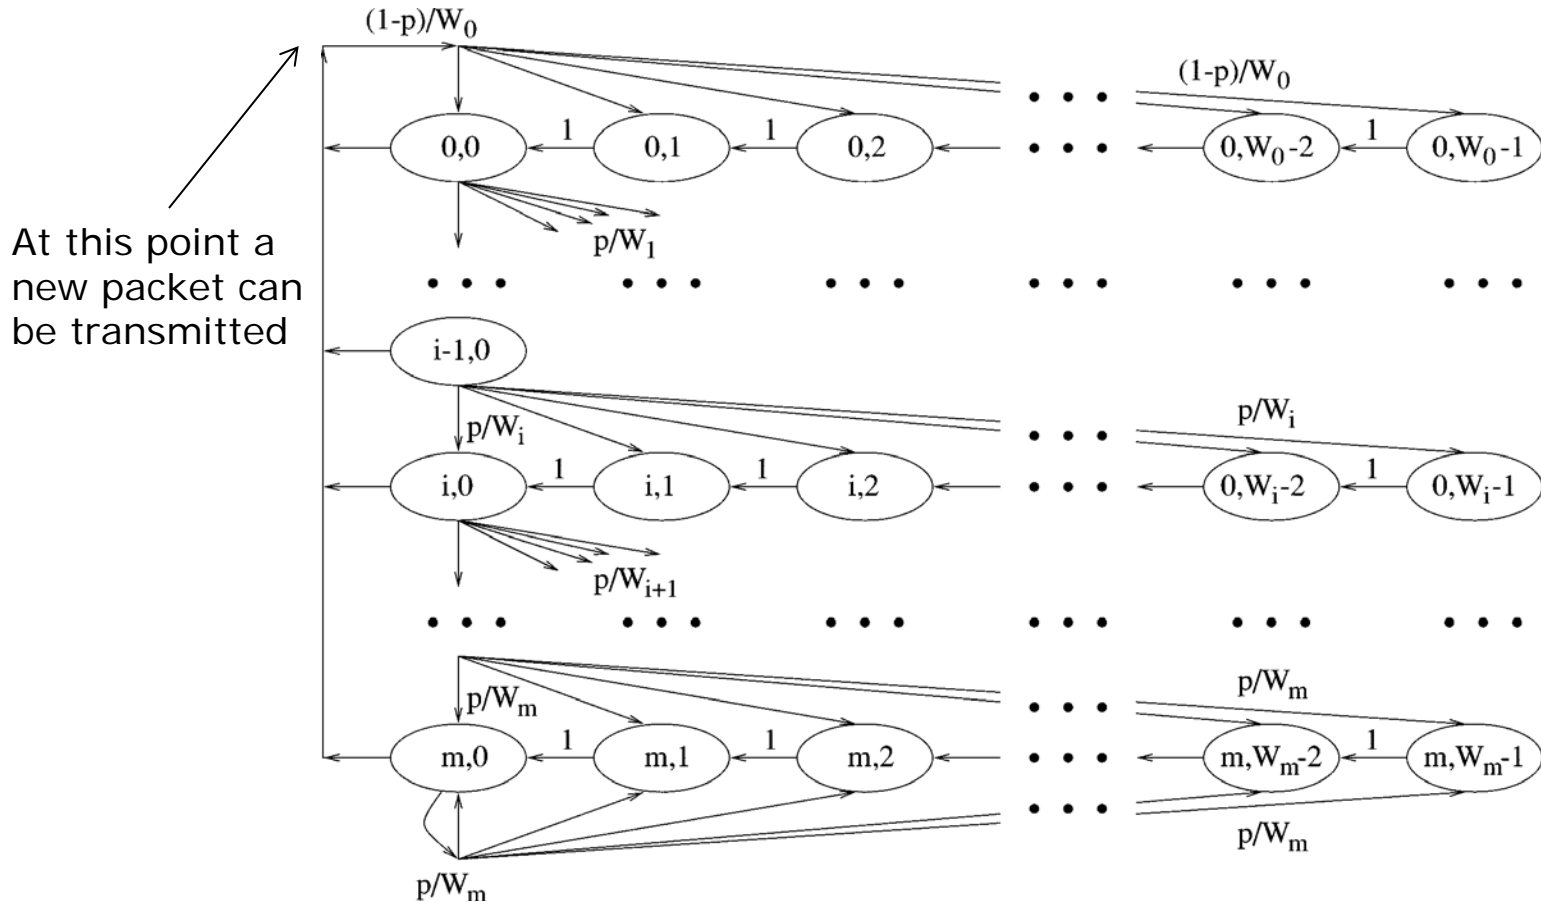 (1-p)/W₀
(1-p)/W₀
0,0 1 0,1 1 0,2 0,W₀-2 1 0,W₀-1
p/W₁
At this point a
new packet can
be transmitted
i-1,0
p/Wᵢ
p/Wᵢ
i,0 1 i,1 1 i,2 0,Wᵢ-2 1 0,Wᵢ-1
p/Wᵢ₊₁
p/Wₘ
p/Wₘ
m,0 1 m,1 1 m,2 m,Wₘ-2 1 m,Wₘ-1
p/Wₘ
p/Wₘ